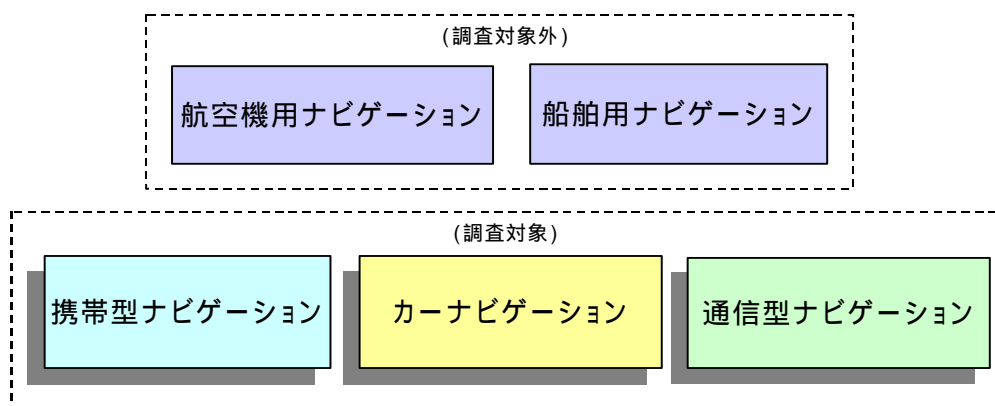 (調査対象外)
航空機用ナビゲーション
船舶用ナビゲーション
(調査対象)
携帯型ナビゲーション
カーナビゲーション
通信型ナビゲーション